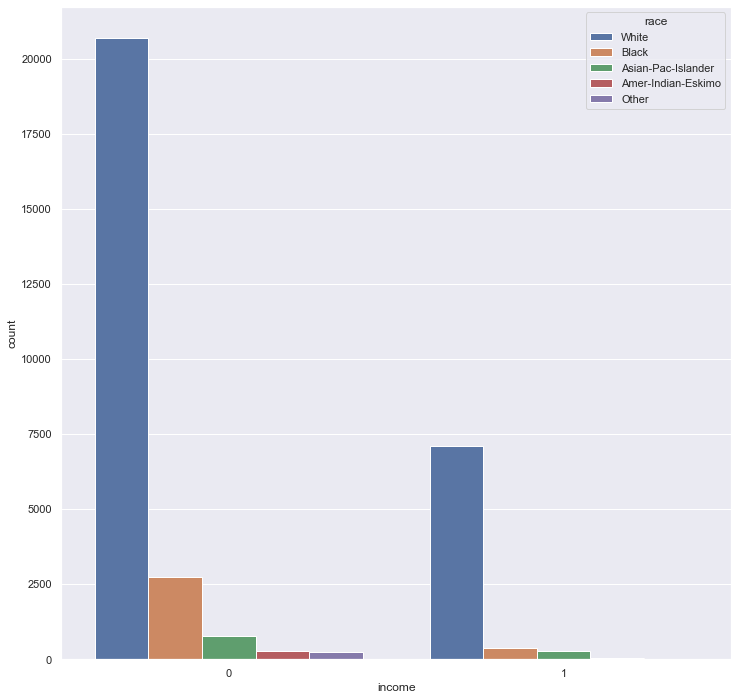 race
White
Black
Asian-Pac-Islander
Amer-Indian-Eskimo
Other
20000
17500
15000
12500
10000
7500
5000
2500
0
count
0 1
income